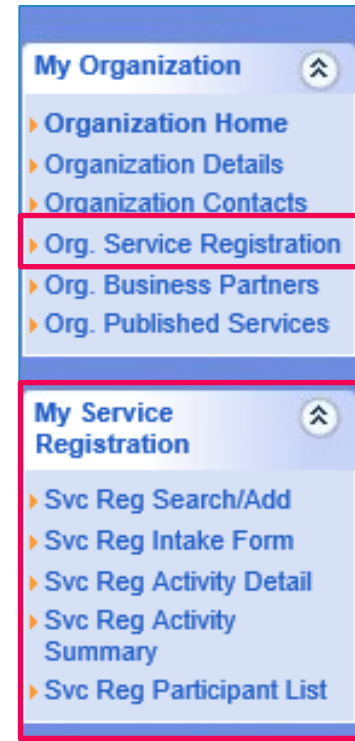 My Organization
Organization Home
Organization Details
Organization Contacts
Org. Service Registration
Org. Business Partners
Org. Published Services
My Service
Registration
Svc Reg Search/Add
Svc Reg Intake Form
Svc Reg Activity Detail
Svc Reg Activity
Summary
Svc Reg Participant List